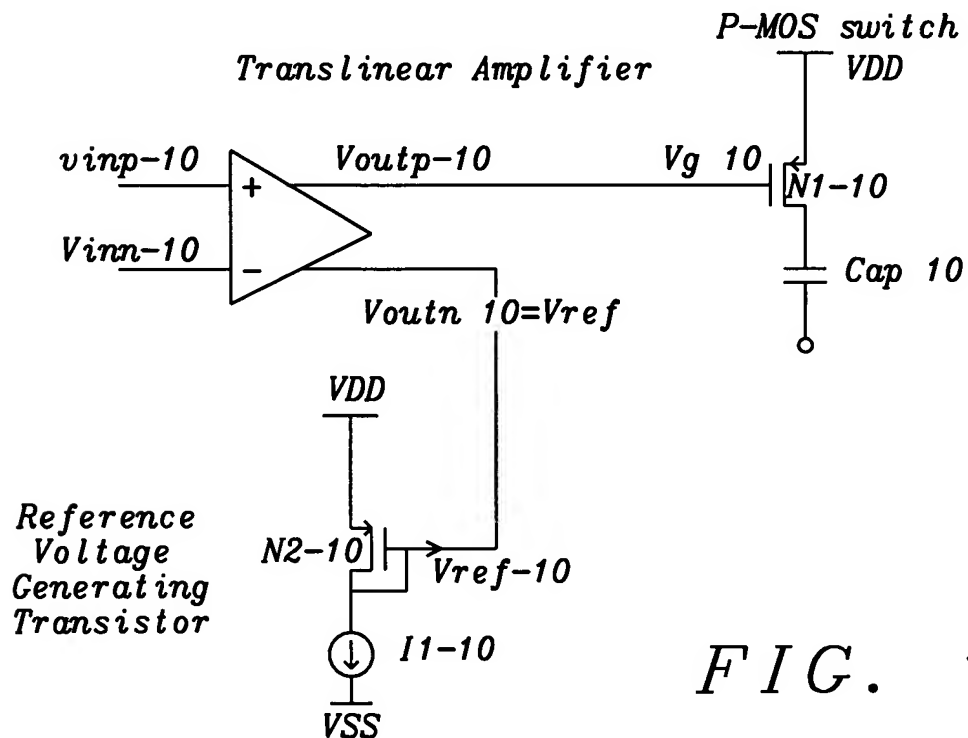 P-MOS switch
VDD
Translinear Amplifier
vinp-10
Voutp-10
Vg 10
N1-10
+
Vinn-10
-
Cap 10
Voutn 10=Vref
VDD
Reference
Voltage
Generating
Transistor
N2-10
Vref-10
I1-10
VSS
FIG.